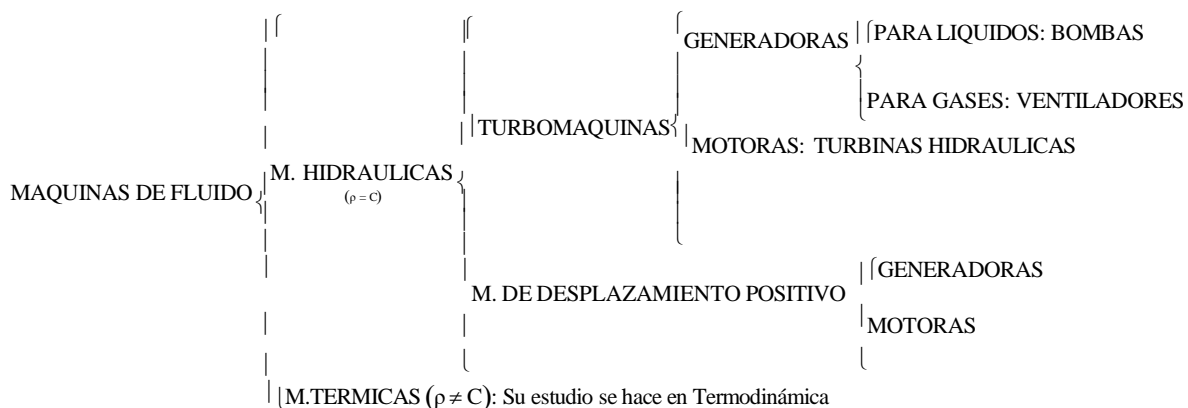 GENERADORAS
PARA LIQUIDOS: BOMBAS
PARA GASES: VENTILADORES
TURBOMAQUINAS
MOTORAS: TURBINAS HIDRAULICAS
M. HIDRAULICAS
(ρ = C)
MAQUINAS DE FLUIDO
M. DE DESPLAZAMIENTO POSITIVO
GENERADORAS
MOTORAS
M.TERMICAS (ρ ≠ C): Su estudio se hace en Termodinámica